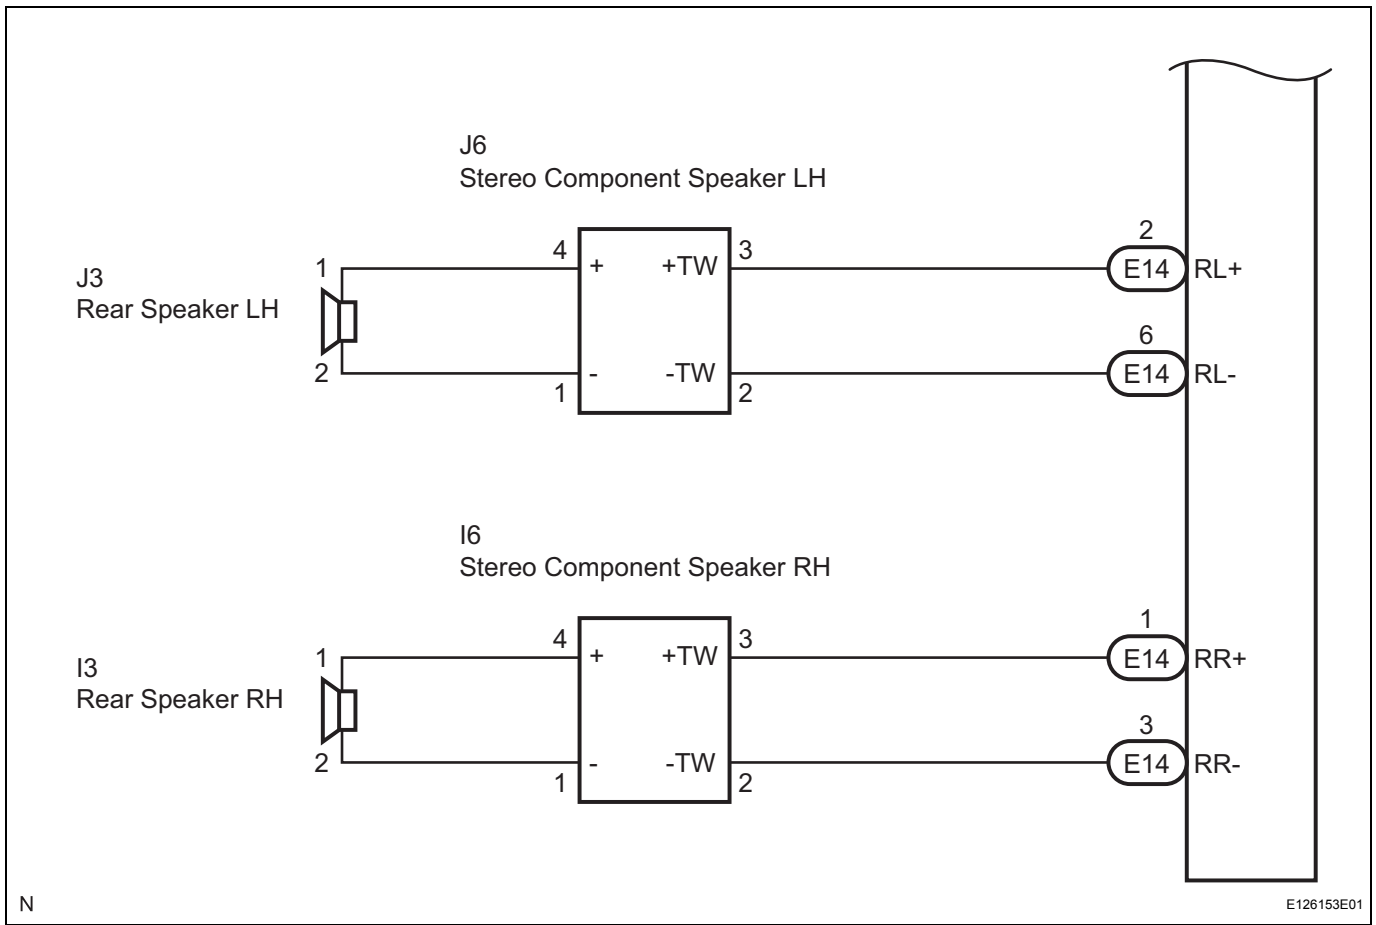 J6
Stereo Component Speaker LH
J3
Rear Speaker LH
1
2
4
+
+TW
3
1
-
-TW
2
2
E14
RL+
6
E14
RL-
I6
Stereo Component Speaker RH
I3
Rear Speaker RH
1
2
4
+
+TW
3
1
-
-TW
2
1
E14
RR+
3
E14
RR-
N
E126153E01